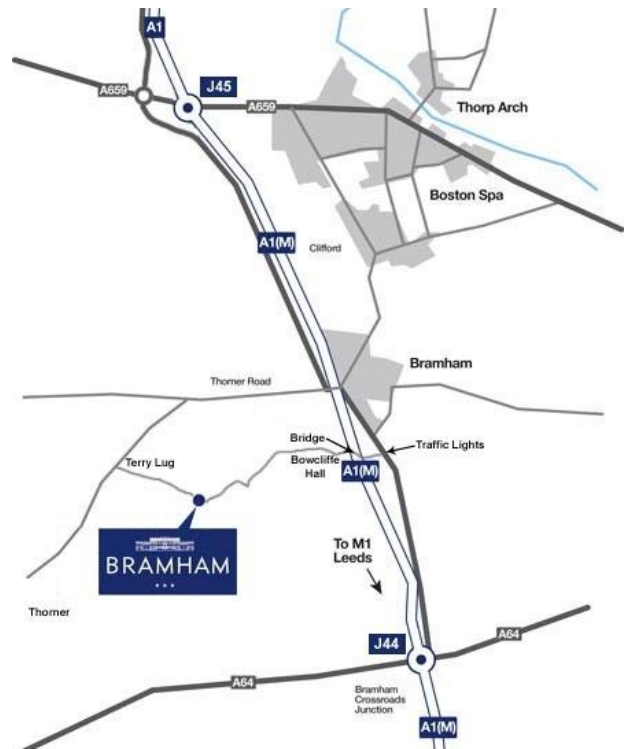 A1
J45
A659
A659
Thorp Arch
Boston Spa
A1(M)
Clifford
Bramham
Thorner Road
Bridge
Traffic Lights
Bowcliffe
Hall
A1(M)
Terry Lug
BRAMHAM
To M1
Leeds
Thorner
J44
A64
A64
Bramham
Crossroads
Junction
A1(M)